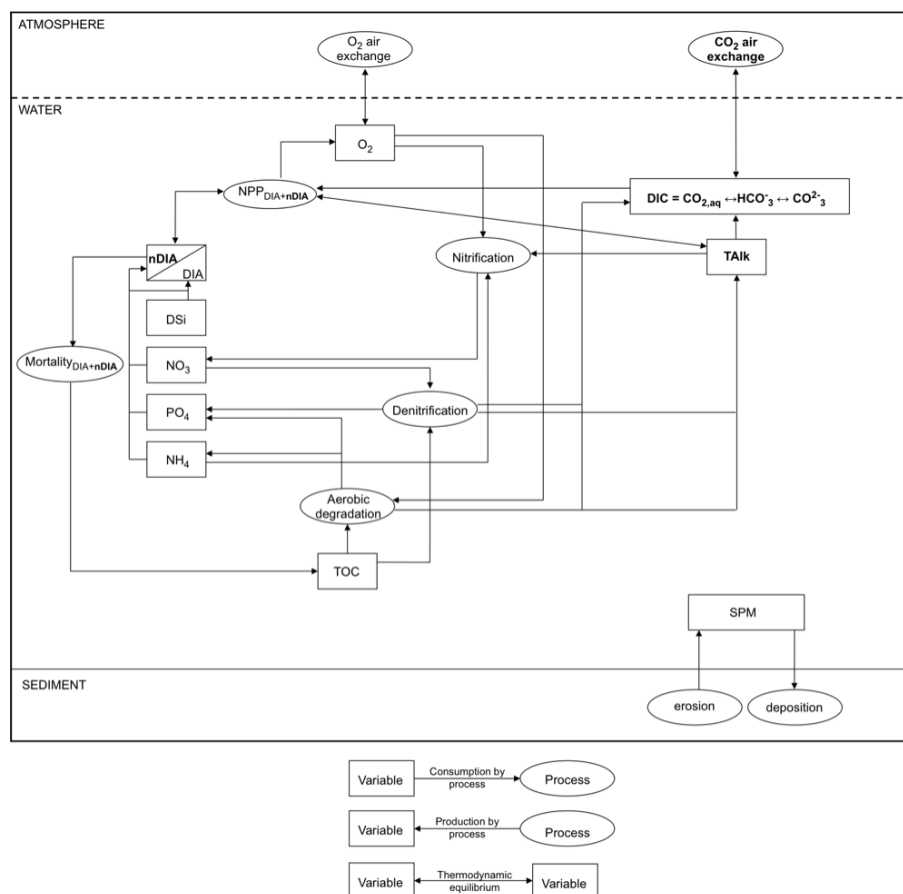 ATMOSPHERE
O₂ air
exchange
CO₂ air
exchange
WATER
O₂
NPP_DIA+nDIA
DIC = CO₂,aq ↔HCO⁻₃ ↔ CO²⁻₃
nDIA
DIA
Nitrification
TAlk
DSi
Mortality_DIA+nDIA
NO₃
PO₄
Denitrification
NH₄
Aerobic
degradation
TOC
SPM
SEDIMENT
erosion
deposition
Variable
Consumption by
process
Process
Variable
Production by
process
Process
Variable
Thermodynamic
equilibrium
Variable